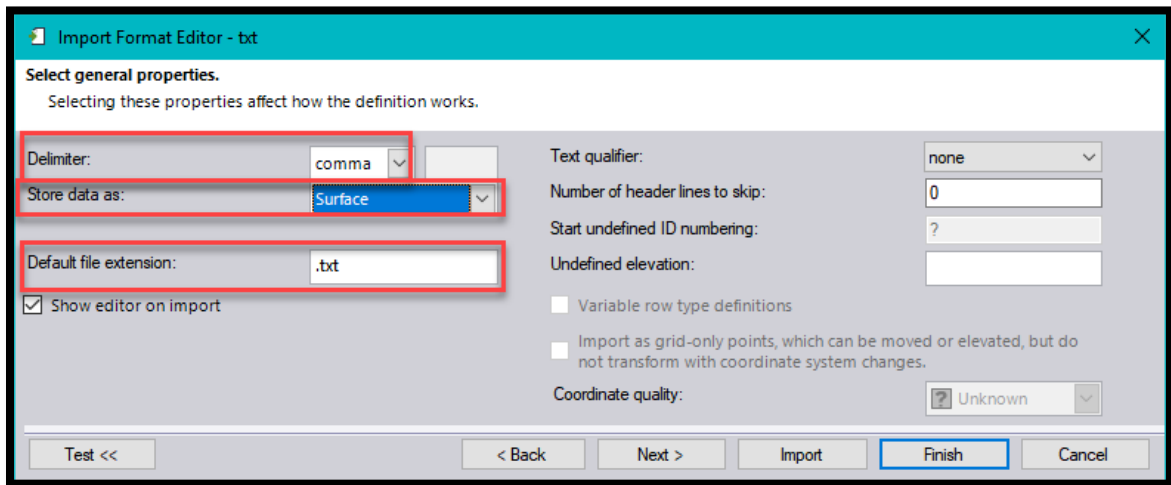 Import Format Editor - txt
Select general properties.
Selecting these properties affect how the definition works.
Delimiter:
comma
Store data as:
Surface
Default file extension:
.txt
Show editor on import
Text qualifier:
none
Number of header lines to skip:
0
Start undefined ID numbering:
?
Undefined elevation:
Variable row type definitions
Import as grid-only points, which can be moved or elevated, but do
not transform with coordinate system changes.
Coordinate quality:
? Unknown
Test <<
< Back
Next >
Import
Finish
Cancel